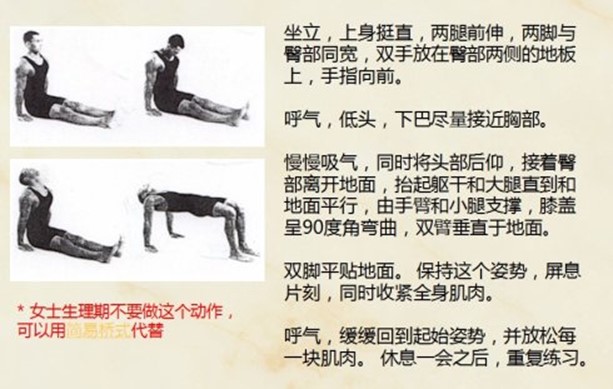 坐立，上身挺直，两腿前伸，两脚与
臀部同宽，双手放在臀部两侧的地板
上，手指向前。
呼气，低头，下巴尽量接近胸部。
慢慢吸气，同时将头部后仰，接着臀
部离开地面，抬起躯干和大腿直到和
地面平行，由手臂和小腿支撑，膝盖
呈90度角弯曲，双臂垂直于地面。
双脚平贴地面。 保持这个姿势，屏息
片刻，同时收紧全身肌肉。
呼气，缓缓回到起始姿势，并放松每
一块肌肉。 休息一会之后，重复练习。
* 女士生理期不要做这个动作，
可以用简易桥式代替